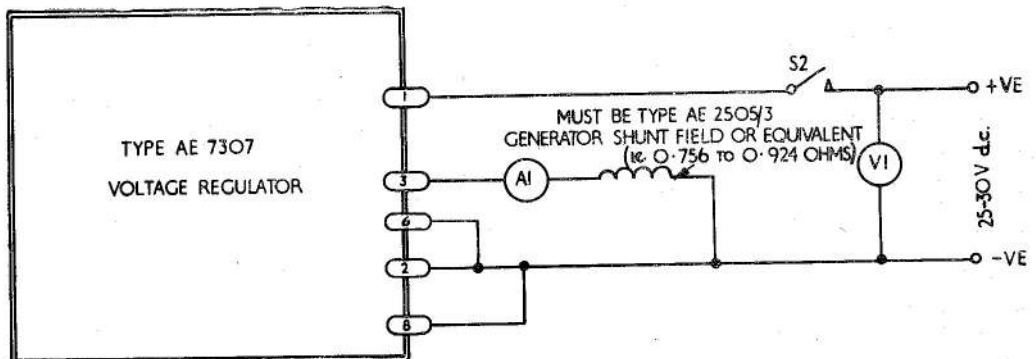 S2
1
+VE
MUST BE TYPE AE 2505/3
GENERATOR SHUNT FIELD OR EQUIVALENT
(ie 0.756 TO 0.924 OHMS)
TYPE AE 7307
VOLTAGE REGULATOR
3
A1
V1
25-30V d.c.
6
2
-VE
8